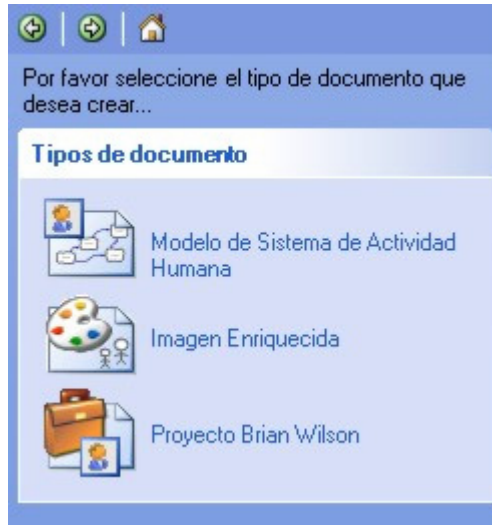 Por favor seleccione el tipo de documento que
desea crear...
Tipos de documento
Modelo de Sistema de Actividad
Humana
Imagen Enriquecida
Proyecto Brian Wilson